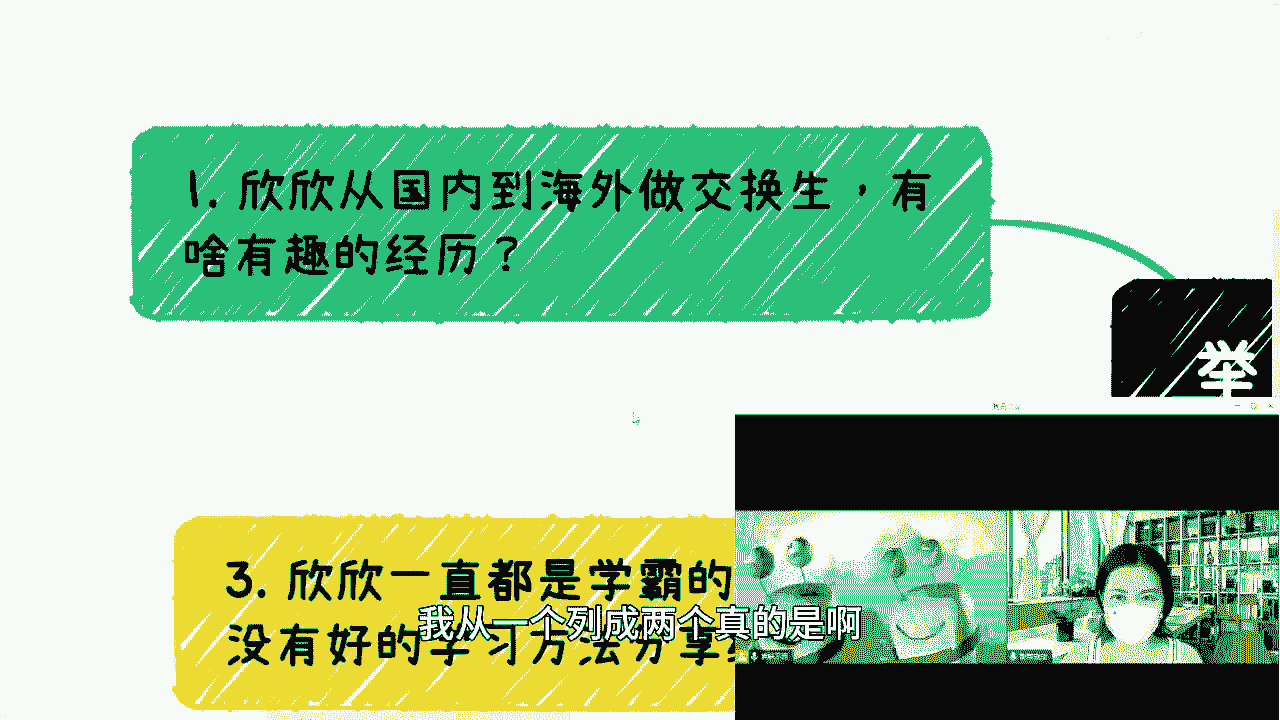 1. 欣欣从国内到海外做交换生，有
啥有趣的经历？
举
3. 欣欣一直都是学霸的
没有好的学习方法分享
我从一个列成两个真的是啊